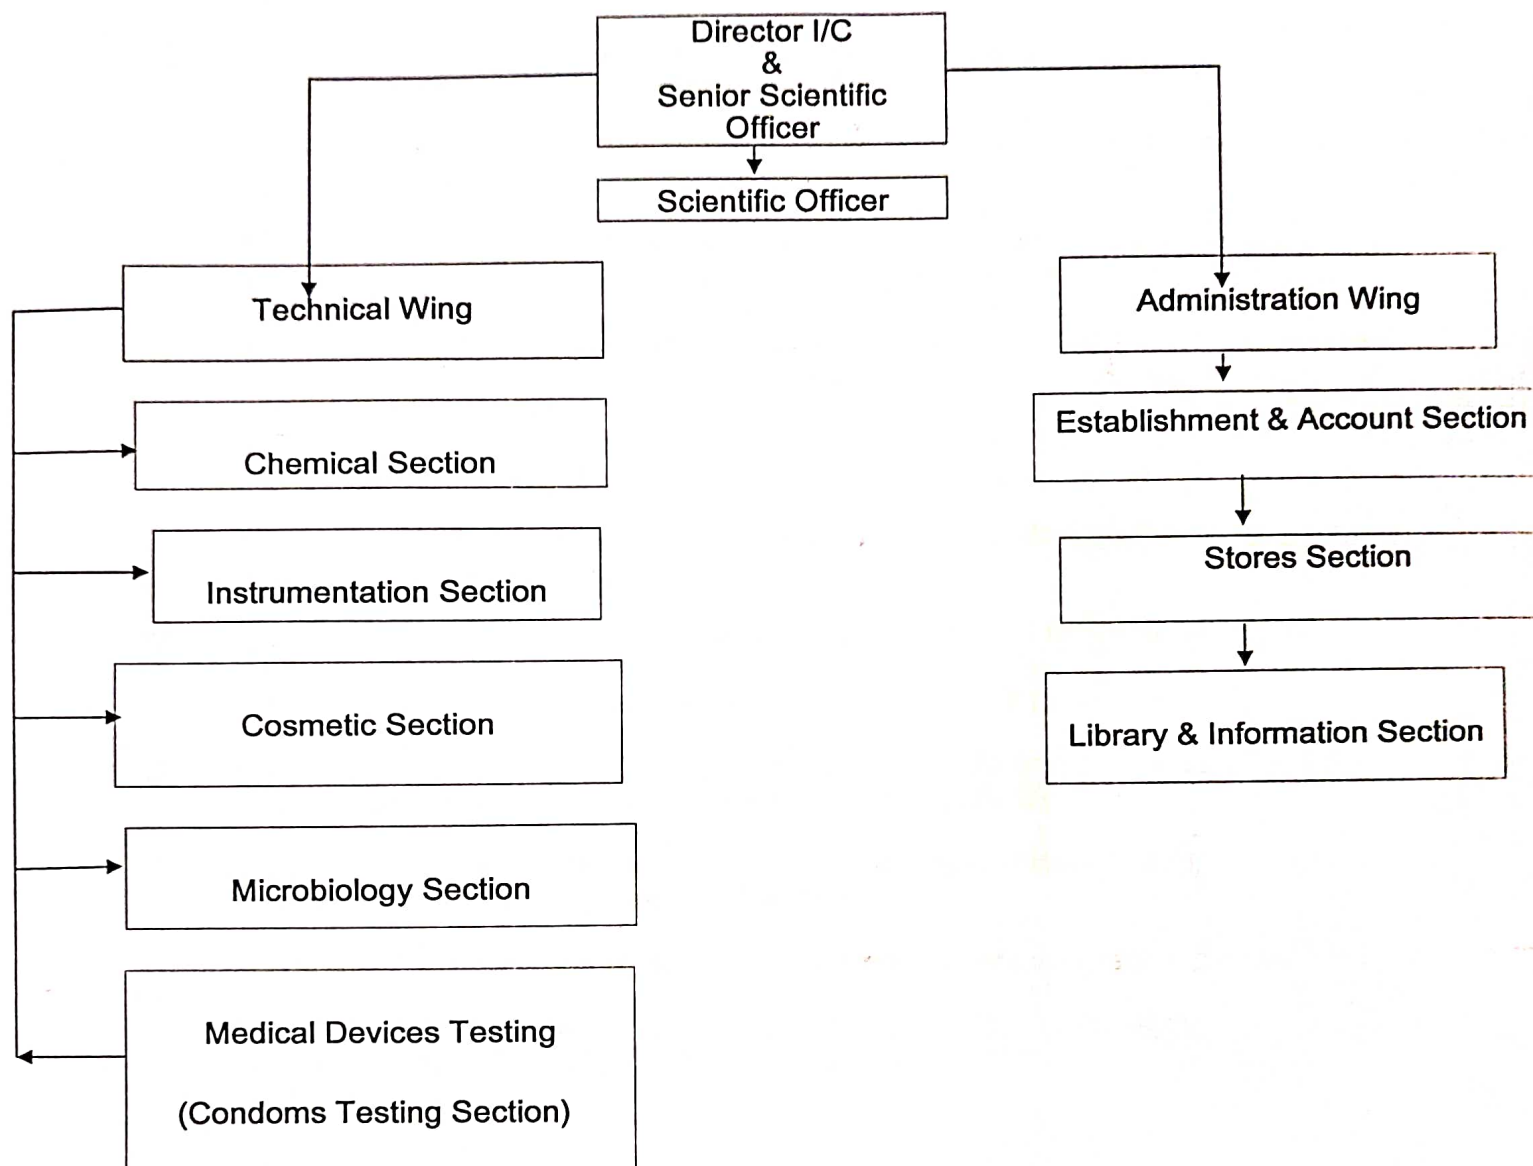 Director I/C
&
Senior Scientific
Officer
Scientific Officer
Technical Wing
Administration Wing
Chemical Section
Establishment & Account Section
Instrumentation Section
Stores Section
Cosmetic Section
Library & Information Section
Microbiology Section
Medical Devices Testing
(Condoms Testing Section)